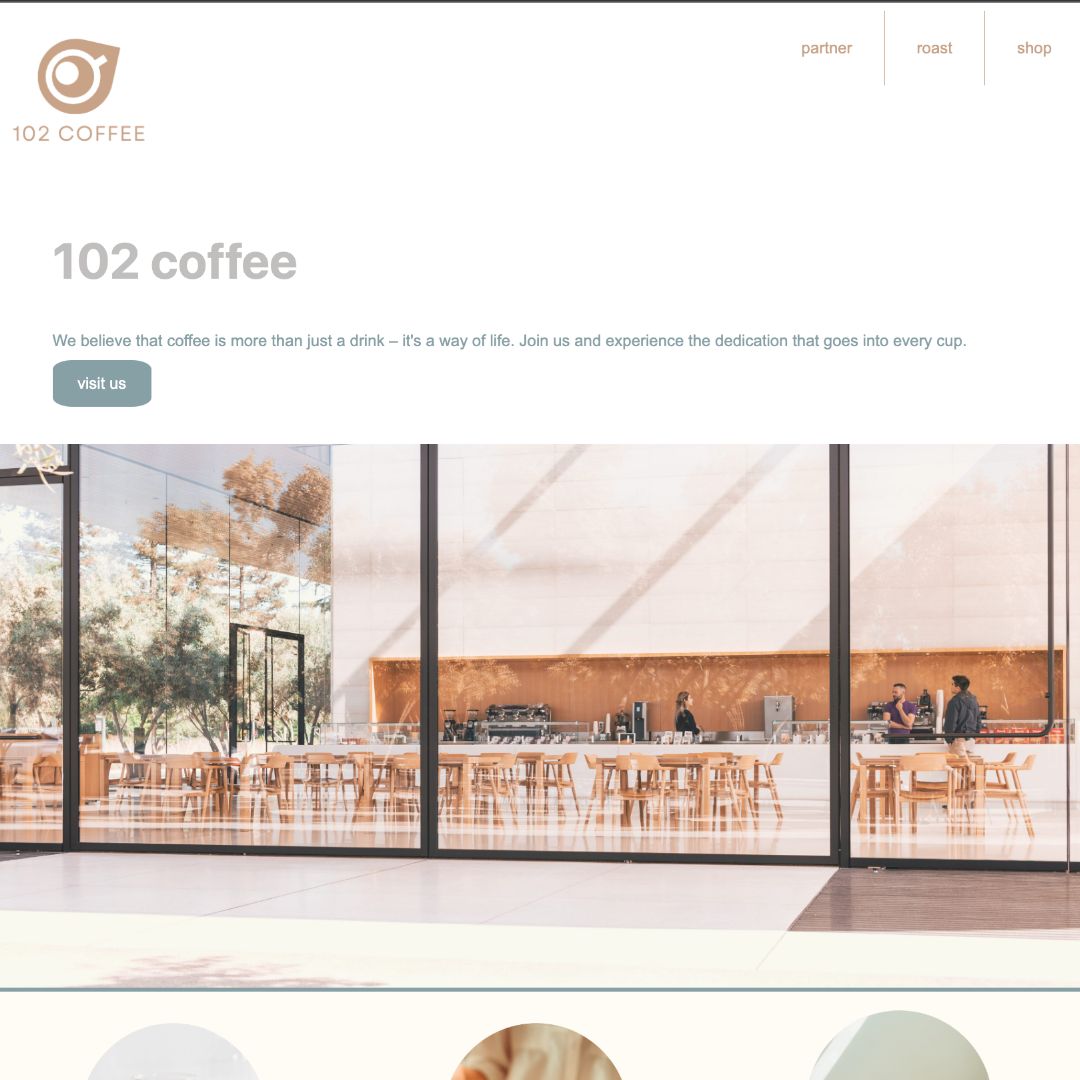 partner
roast
shop
102 COFFEE
102 coffee
We believe that coffee is more than just a drink – it's a way of life. Join us and experience the dedication that goes into every cup.
visit us